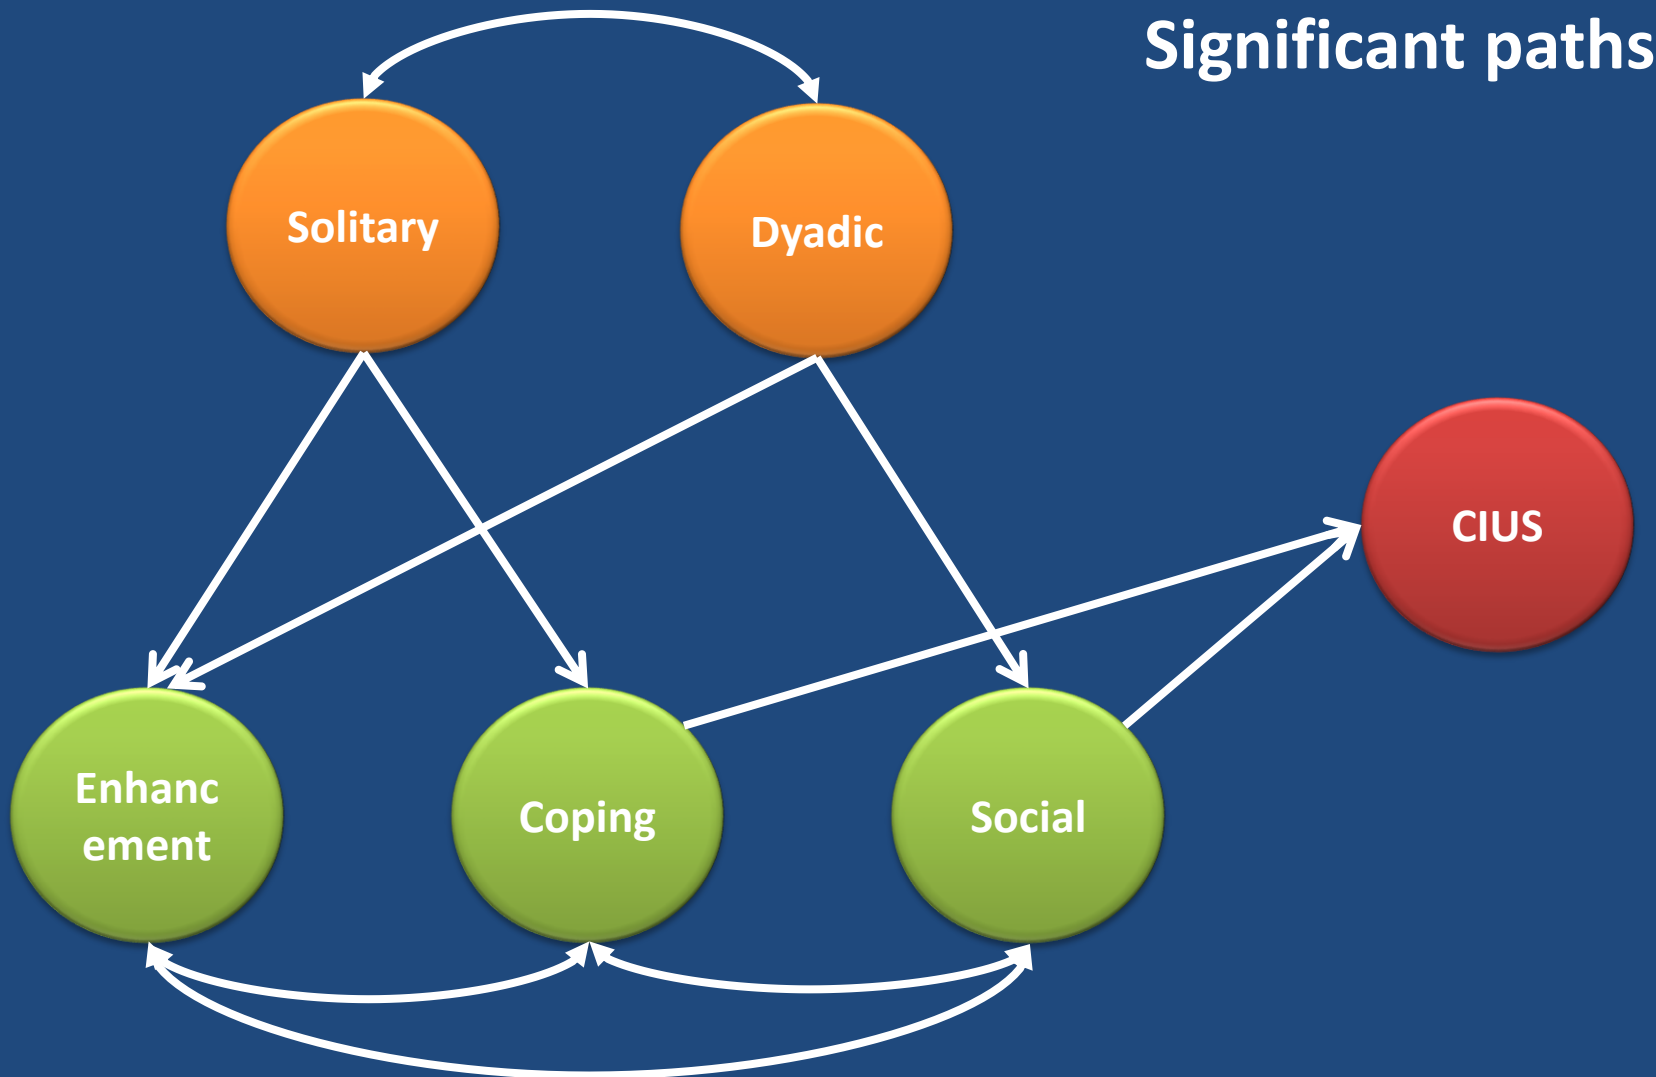 Significant paths
Solitary
Dyadic
CIUS
Enhanc
ement
Coping
Social